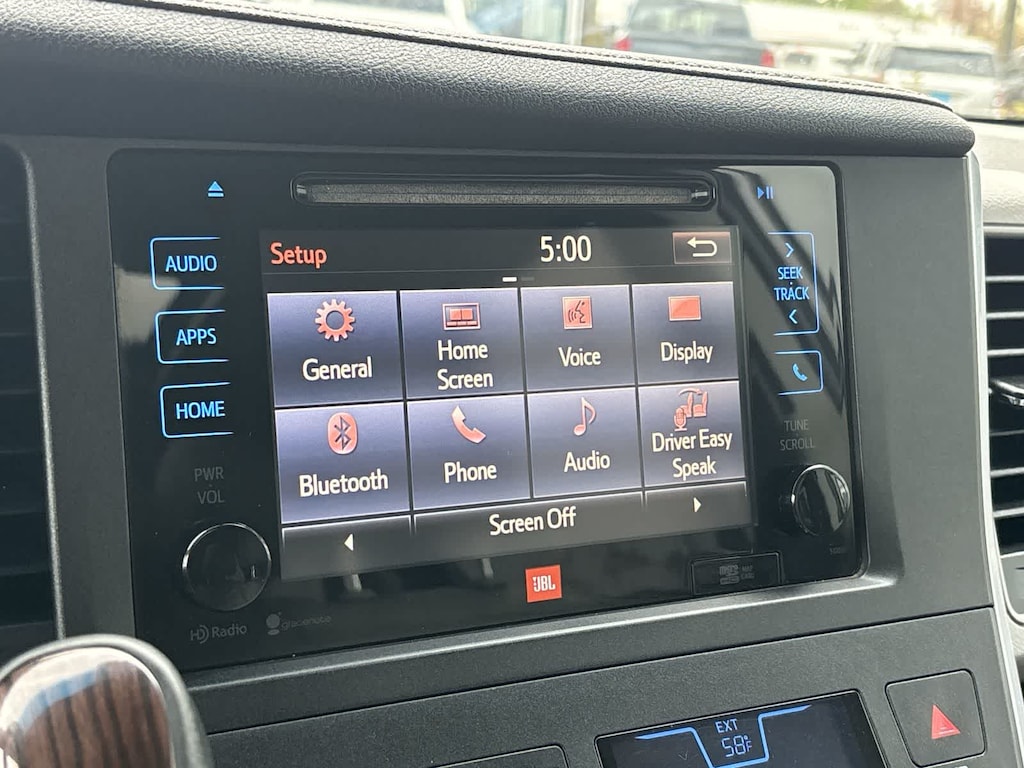 AUDIO
APPS
HOME
PWR
VOL
HD Radio
gracenote
Setup
5:00
General
Home
Screen
Voice
Display
Bluetooth
Phone
Audio
Driver Easy
Speak
Screen Off
JBL
SEEK
TRACK
TUNE
SCROLL
EXT
58°F